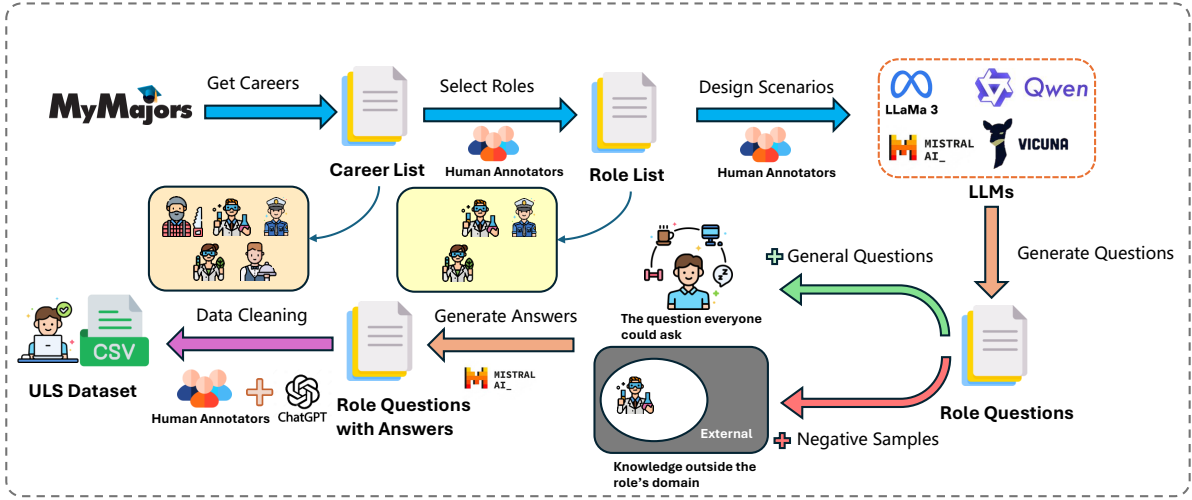 MyMajors
Get Careers
Career List
Select Roles
Human Annotators
Role List
Design Scenarios
Human Annotators
LLaMa 3
Qwen
MISTRAL
AI_
VICUNA
LLMs
Generate Questions
Role Questions
General Questions
The question everyone
could ask
External
Negative Samples
Knowledge outside the
role's domain
Generate Answers
MISTRAL
AI_
Role Questions
with Answers
Data Cleaning
Human Annotators
ChatGPT
CSV
ULS Dataset